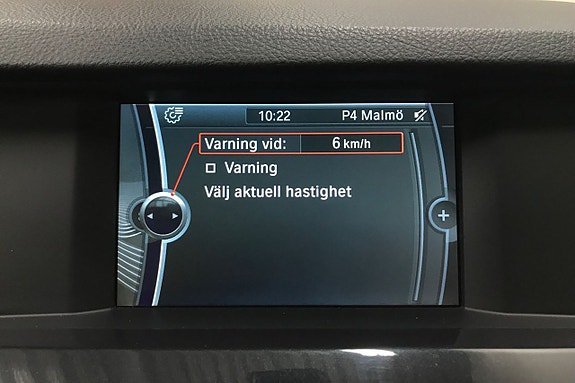 10:22 P4 Malmö
Varning vid: 6 km/h
Varning
Välj aktuell hastighet